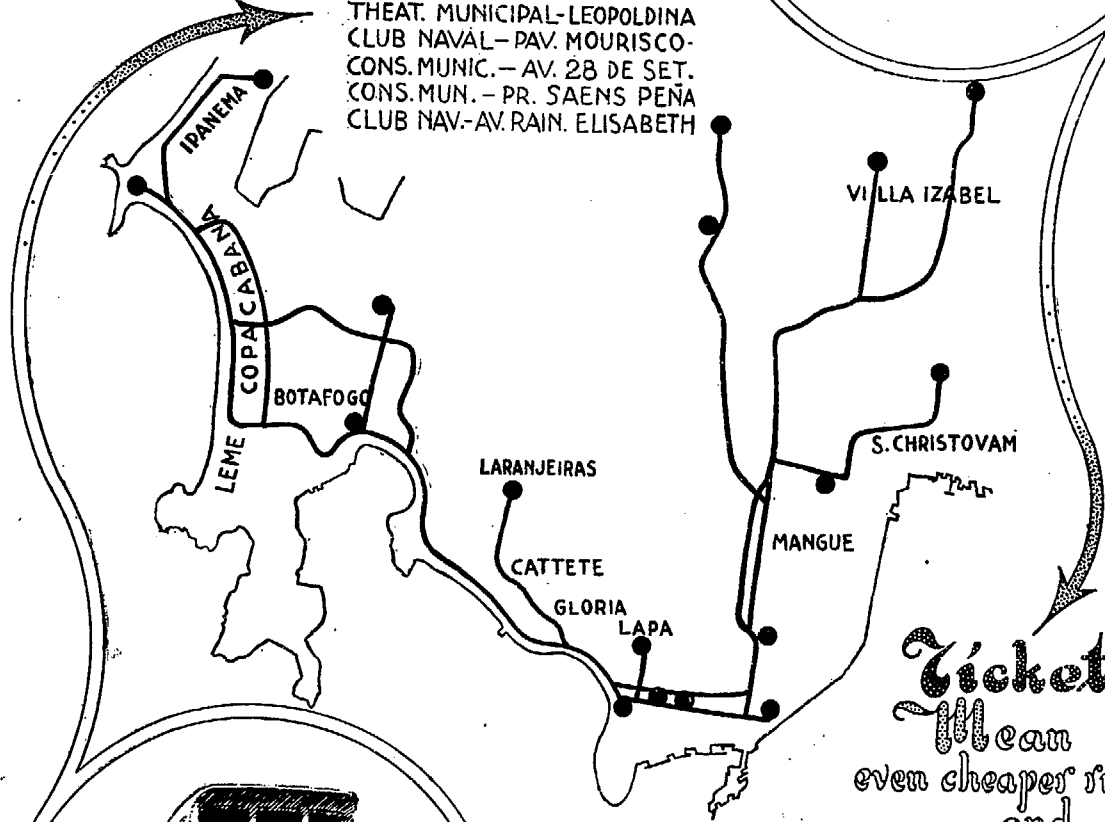 THEAT. MUNICIPAL-LEOPOLDINA
CLUB NAVAL-PAV. MOURISCO-
CONS. MUNIC.-AV. 28 DE SET.
CONS. MUN.-PR. SAENS PEÑA
CLUB NAV.-AV. RAIN. ELISABETH
IPANEMA
VILLA IZABEL
COPACABANA
BOTAFOGO
LEME
S. CHRISTOVAM
LARANJEIRAS
MANGUE
CATTETE
GLORIA
LAPA
Ticket
Mean
even cheaper
and